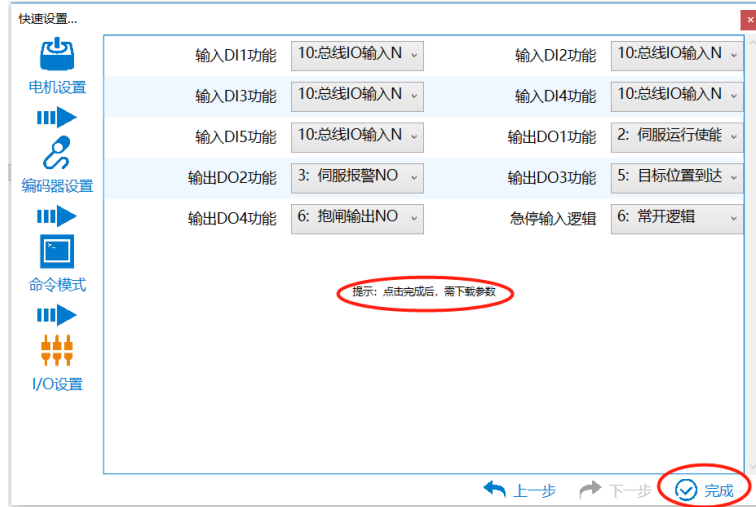 快速设置...
电机设置
编码器设置
命令模式
I/O设置
输入DI1功能 10:总线IO输入N 输入DI2功能 10:总线IO输入N
输入DI3功能 10:总线IO输入N 输入DI4功能 10:总线IO输入N
输入DI5功能 10:总线IO输入N 输出DO1功能 2: 伺服运行使能
输出DO2功能 3: 伺服报警NO 输出DO3功能 5: 目标位置到达
输出DO4功能 6: 抱闸输出NO 急停输入逻辑 6: 常开逻辑
提示：点击完成后，需下载参数
上一步 下一步 完成